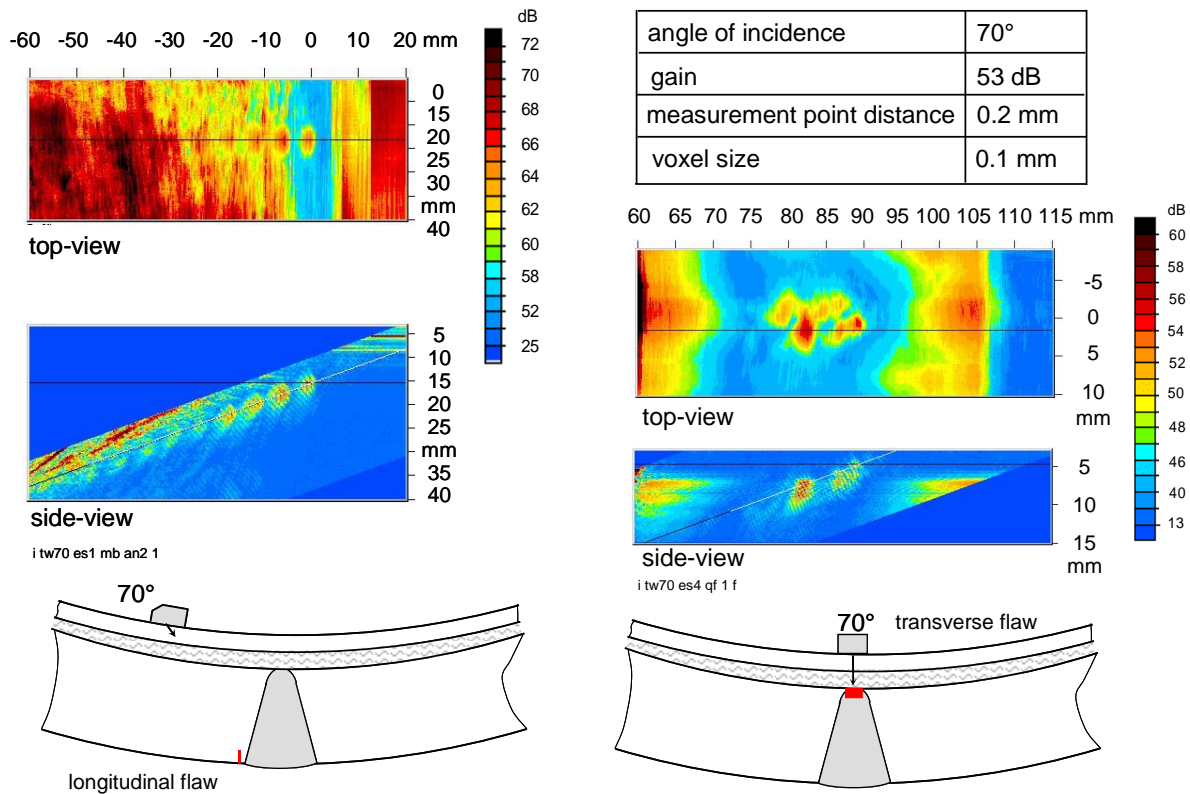 dB
-60 -50 -40 -30 -20 -10 0 10 20 mm
72
70
68
66
64
62
60
58
52
25
0
15
20
25
30
mm
40
top-view
5
10
15
20
25
mm
35
40
side-view
i tw70 es1 mb an2 1
70°
longitudinal flaw
angle of incidence 70°
gain 53 dB
measurement point distance 0.2 mm
voxel size 0.1 mm
60 65 70 75 80 85 90 95 100 105 110 115 mm
dB
60
58
56
54
52
50
48
46
40
13
-5
0
5
10
mm
top-view
5
10
15
mm
side-view
i tw70 es4 qf 1 f
70° transverse flaw